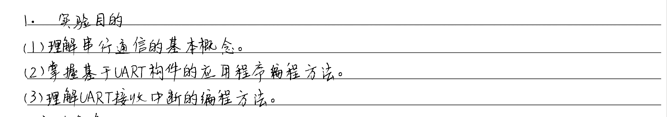 1. 实验目的
(1)理解串行通信的基本概念。
(2)掌握基于UART构件的应用程序编程方法。
(3)理解UART接收中断的编程方法。